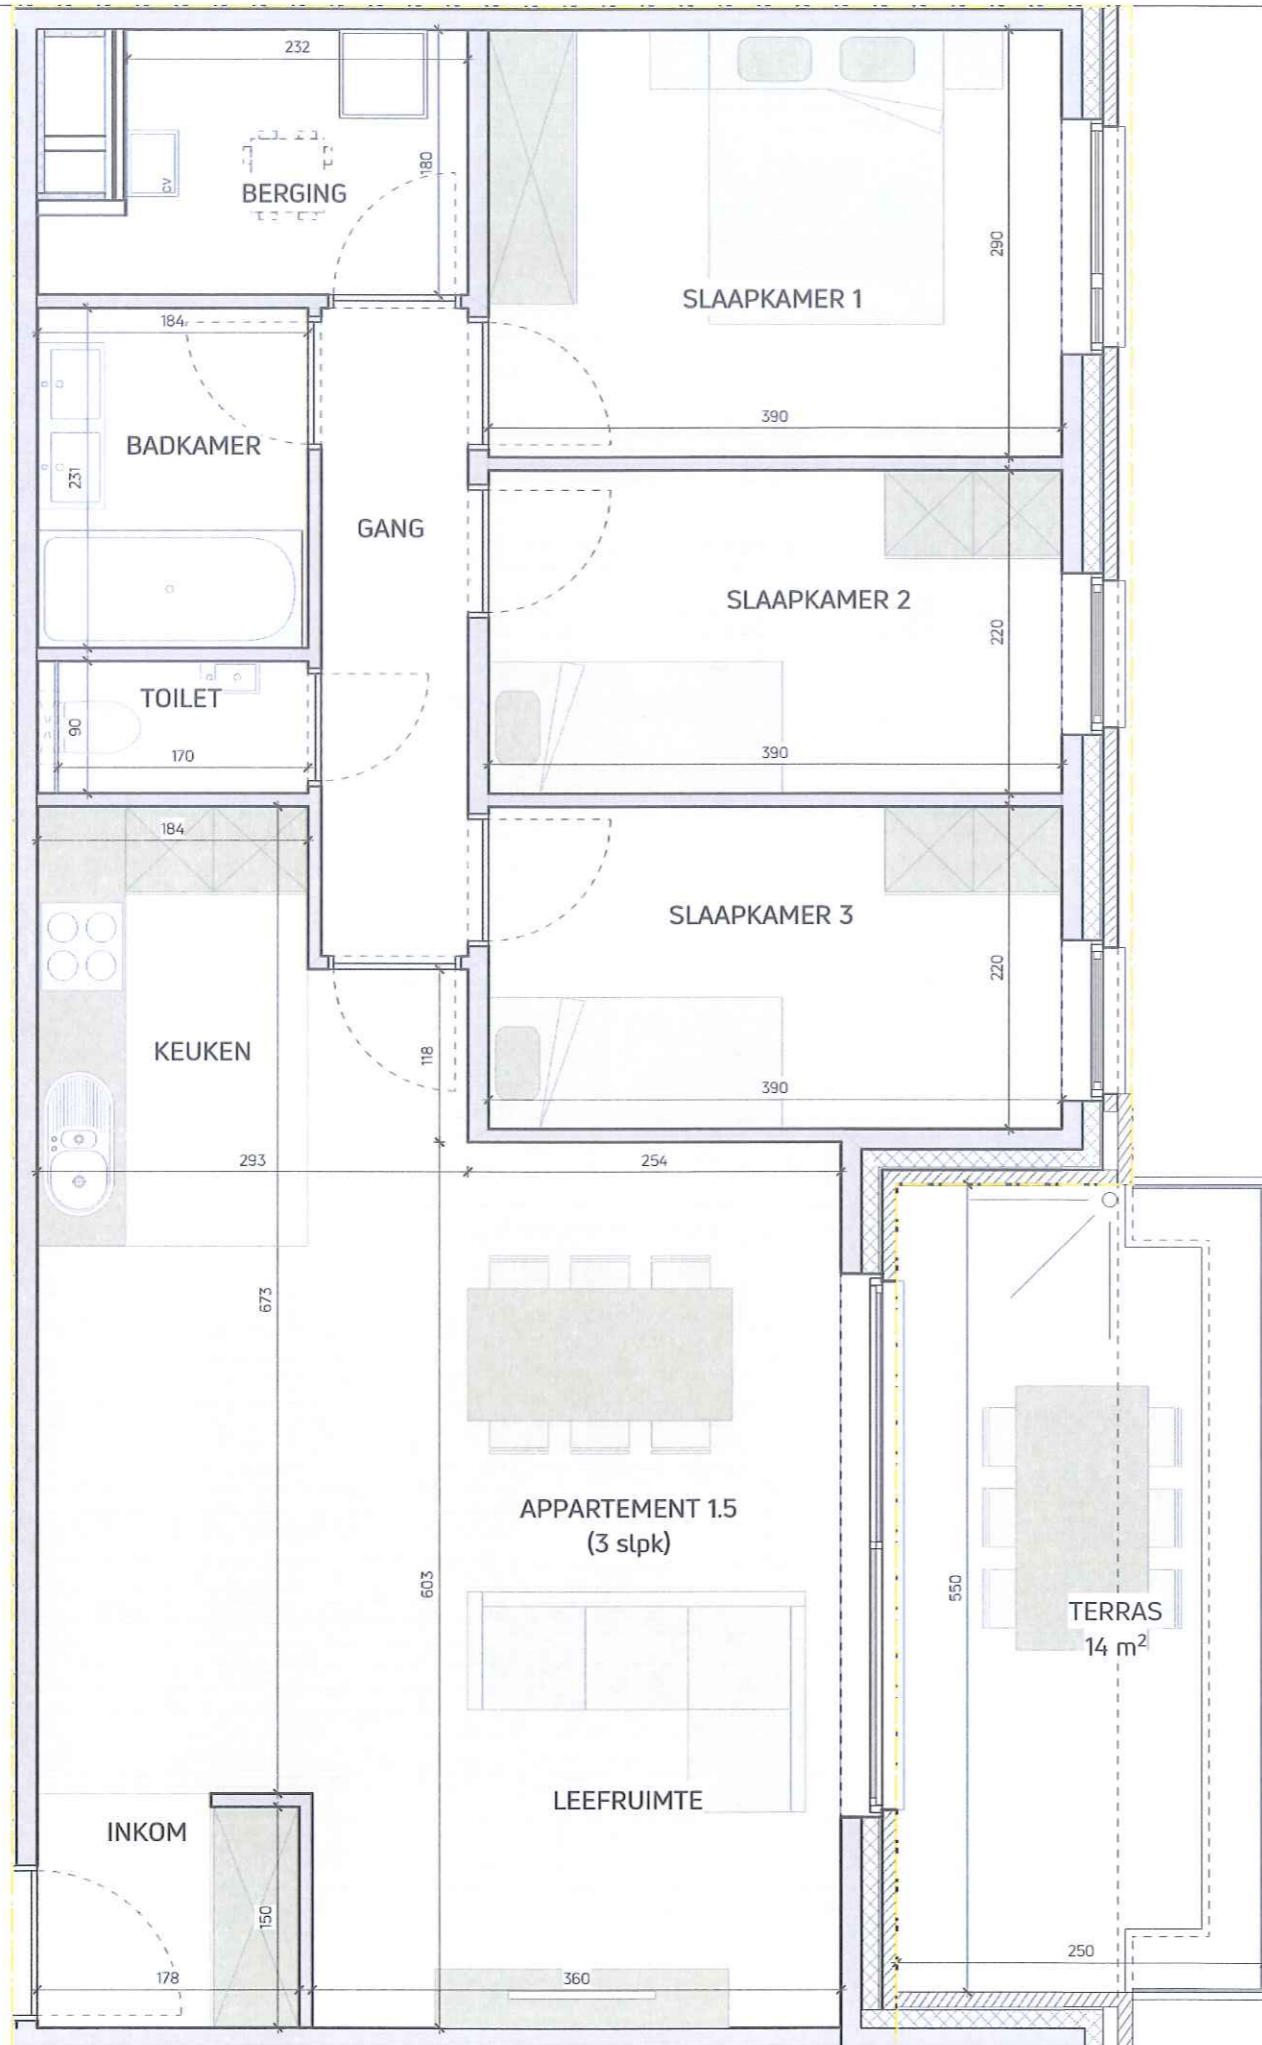 232
180
CV
BERGING
290
SLAAPKAMER 1
184
390
BADKAMER
231
GANG
SLAAPKAMER 2
220
TOILET
90
170
390
184
SLAAPKAMER 3
220
KEUKEN
118
390
293
254
673
APPARTEMENT 1.5
(3 slpk)
603
550
TERRAS
14 m²
LEEFRUIMTE
INKOM
150
178
360
250